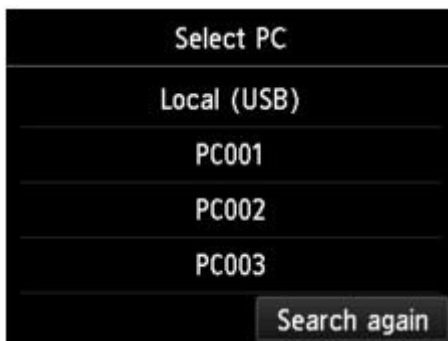 Select PC
Local (USB)
PC001
PC002
PC003
Search again